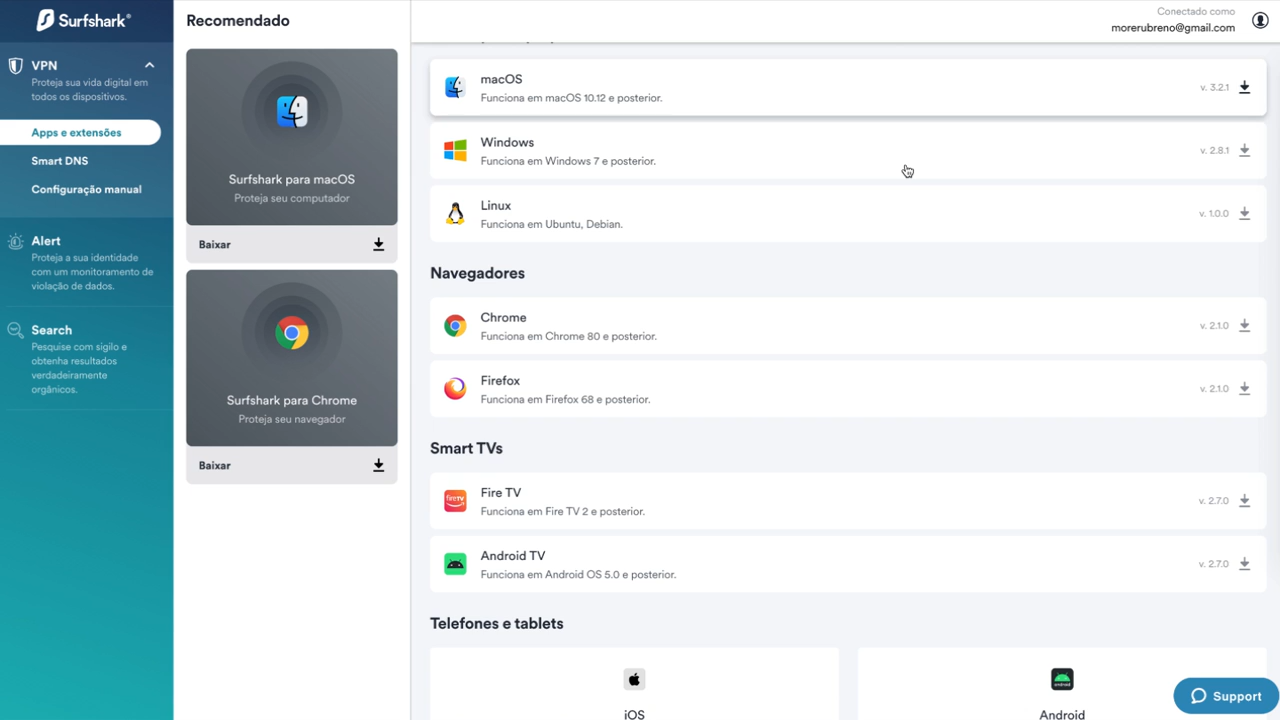 Surfshark®
VPN
Proteja sua vida digital em
todos os dispositivos.
Apps e extensões
Smart DNS
Configuração manual
Alert
Proteja a sua identidade
com um monitoramento de
violação de dados.
Search
Pesquise com sigilo e
obtenha resultados
verdadeiramente
orgânicos.
Recomendado
Surfshark para macOS
Proteja seu computador
Baixar
Surfshark para Chrome
Proteja seu navegador
Baixar
Conectado como
morerubreno@gmail.com
macOS
Funciona em macOS 10.12 e posterior.
v. 3.2.1
Windows
Funciona em Windows 7 e posterior.
v. 2.8.1
Linux
Funciona em Ubuntu, Debian.
v. 1.0.0
Navegadores
Chrome
Funciona em Chrome 80 e posterior.
v. 2.1.0
Firefox
Funciona em Firefox 68 e posterior.
v. 2.1.0
Smart TVs
fireTV
Fire TV
Funciona em Fire TV 2 e posterior.
v. 2.7.0
Android TV
Funciona em Android OS 5.0 e posterior.
v. 2.7.0
Telefones e tablets
iOS
android
Android
Support